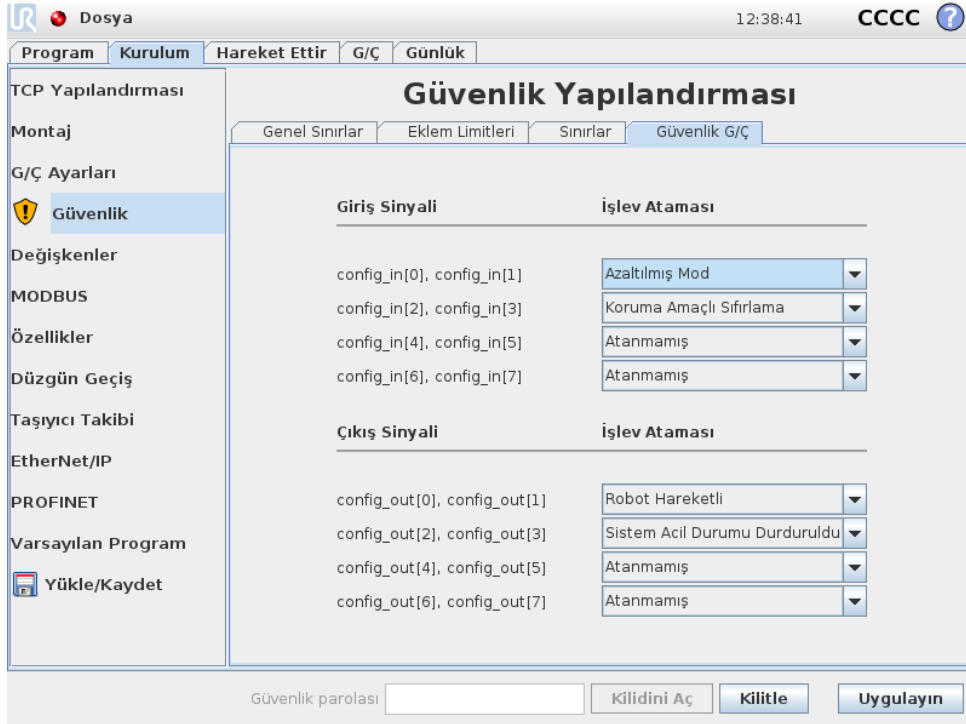 UR Dosya 12:38:41 CCCC ?
Program Kurulum Hareket Ettir G/Ç Günlük
TCP Yapılandırması
Montaj
G/Ç Ayarları
Güvenlik
Değişkenler
MODBUS
Özellikler
Düzgün Geçiş
Taşıyıcı Takibi
EtherNet/IP
PROFINET
Varsayılan Program
Yükle/Kaydet
Güvenlik Yapılandırması
Genel Sınırlar Eklem Limitleri Sınırlar Güvenlik G/Ç
Giriş Sinyali İşlev Ataması
config_in[0], config_in[1] Azaltılmış Mod
config_in[2], config_in[3] Koruma Amaçlı Sıfırlama
config_in[4], config_in[5] Atanmamış
config_in[6], config_in[7] Atanmamış
Çıkış Sinyali İşlev Ataması
config_out[0], config_out[1] Robot Hareketli
config_out[2], config_out[3] Sistem Acil Durumu Durduruldu
config_out[4], config_out[5] Atanmamış
config_out[6], config_out[7] Atanmamış
Güvenlik parolası Kilidini Aç Kilitle Uygulayın